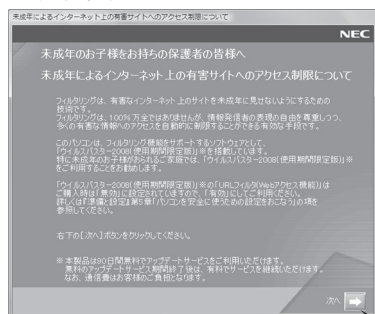 未成年によるインターネット上の有害サイトへのアクセス制限について
NEC
未成年のお子様をお持ちの保護者の皆様へ
未成年によるインターネット上の有害サイトへのアクセス制限について
フィルタリングは、有害なインターネット上のサイトを未成年に見せないようにするための
技術です。
フィルタリングは、100%万全ではありませんが、情報発信者の表現の自由を尊重しつつ、
多くの有害な情報へのアクセスを自動的に制限することができる有効な手段です。
このパソコンは、フィルタリング機能をサポートするソフトウェアとして、
「ウイルスバスター2008(使用期間限定版)」※を搭載しています。
特に未成年のお子様がおられるご家庭では、「ウイルスバスター2008(使用期間限定版)」※
をご利用することをお勧めします。
「ウイルスバスター2008(使用期間限定版)」※の「URLフィルタ(Webアクセス機能)」は
ご購入時は「無効」に設定されていますので、「有効」にしてご利用ください。
詳しくは『準備と設定』第5章「パソコンを安全に使うための設定をおこなう」の項を
参照してください。
右下の[次へ]ボタンをクリックしてください。
※本製品は90日間無料でアップデートサービスをご利用いただけます。
無料のアップデートサービス期間終了後は、有料でサービスを継続いただけます。
なお、通信費はお客様のご負担となります。
次へ